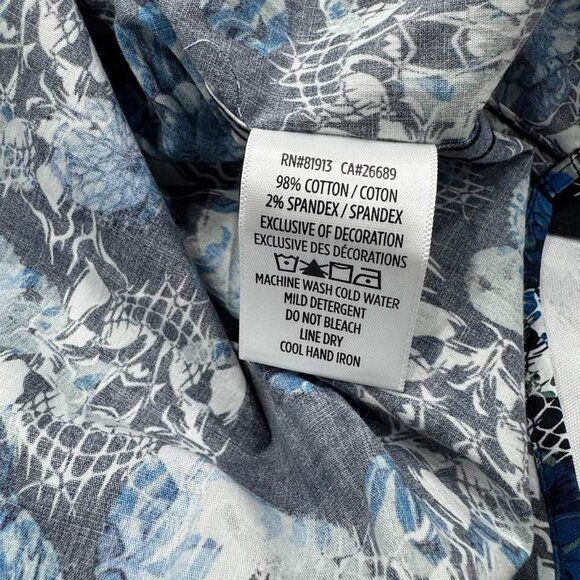 RN#81913 CA#26689
98% COTTON / COTON
2% SPANDEX / SPANDEX
EXCLUSIVE OF DECORATION
EXCLUSIVE DES DÉCORATIONS
MACHINE WASH COLD WATER
MILD DETERGENT
DO NOT BLEACH
LINE DRY
COOL HAND IRON